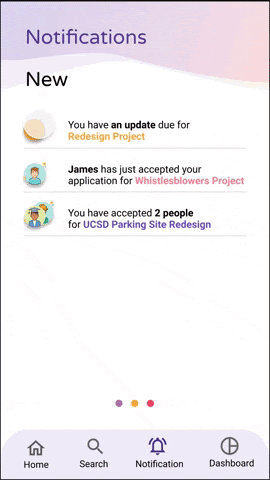 Notifications
New
You have an update due for
Redesign Project
James has just accepted your
application for Whistlesblowers Project
You have accepted 2 people
for UCSD Parking Site Redesign
Home Search Notification Dashboard